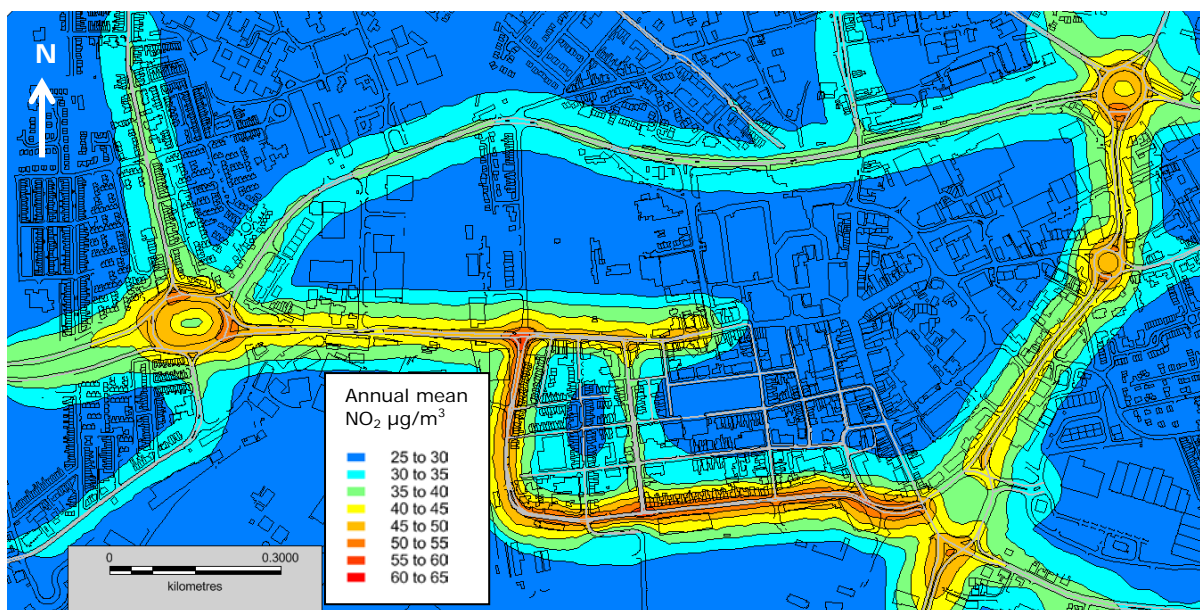 N
Annual mean
NO₂ µg/m³
25 to 30
30 to 35
35 to 40
40 to 45
45 to 50
50 to 55
55 to 60
60 to 65
0 0.3000
kilometres